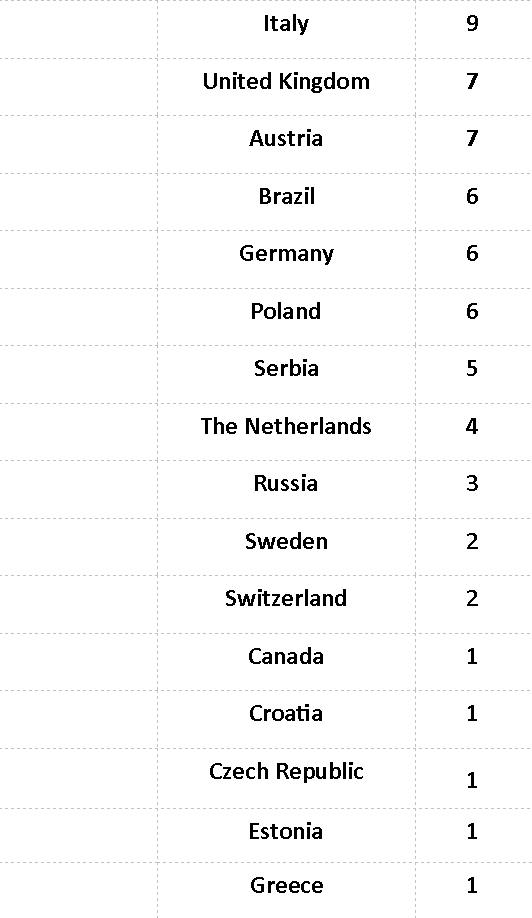 Italy 9
United Kingdom 7
Austria 7
Brazil 6
Germany 6
Poland 6
Serbia 5
The Netherlands 4
Russia 3
Sweden 2
Switzerland 2
Canada 1
Croatia 1
Czech Republic 1
Estonia 1
Greece 1